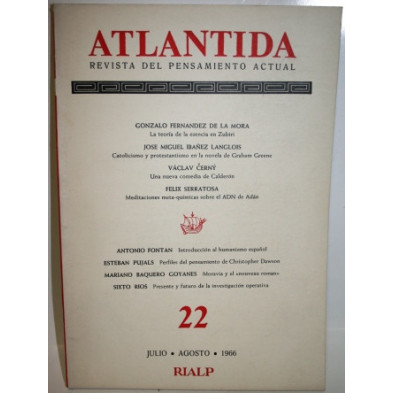 ATLANTIDA
REVISTA DEL PENSAMIENTO ACTUAL
GONZALO FERNANDEZ DE LA MORA
La teoría de la esencia en Zubiri
JOSE MIGUEL IBAÑEZ LANGLOIS
Catolicismo y protestantismo en la novela de Graham Greene
VÁCLAV ČERNÝ
Una nueva comedia de Calderón
FELIX SERRATOSA
Meditaciones meta-químicas sobre el ADN de Adán
ANTONIO FONTAN Introducción al humanismo español
ESTEBAN PUJALS Perfiles del pensamiento de Christopher Dawson
MARIANO BAQUERO GOYANES Moravia y el
SIXTO RIOS Presente y futuro de la investigación operativa
22
JULIO • AGOSTO • 1966
RIALP